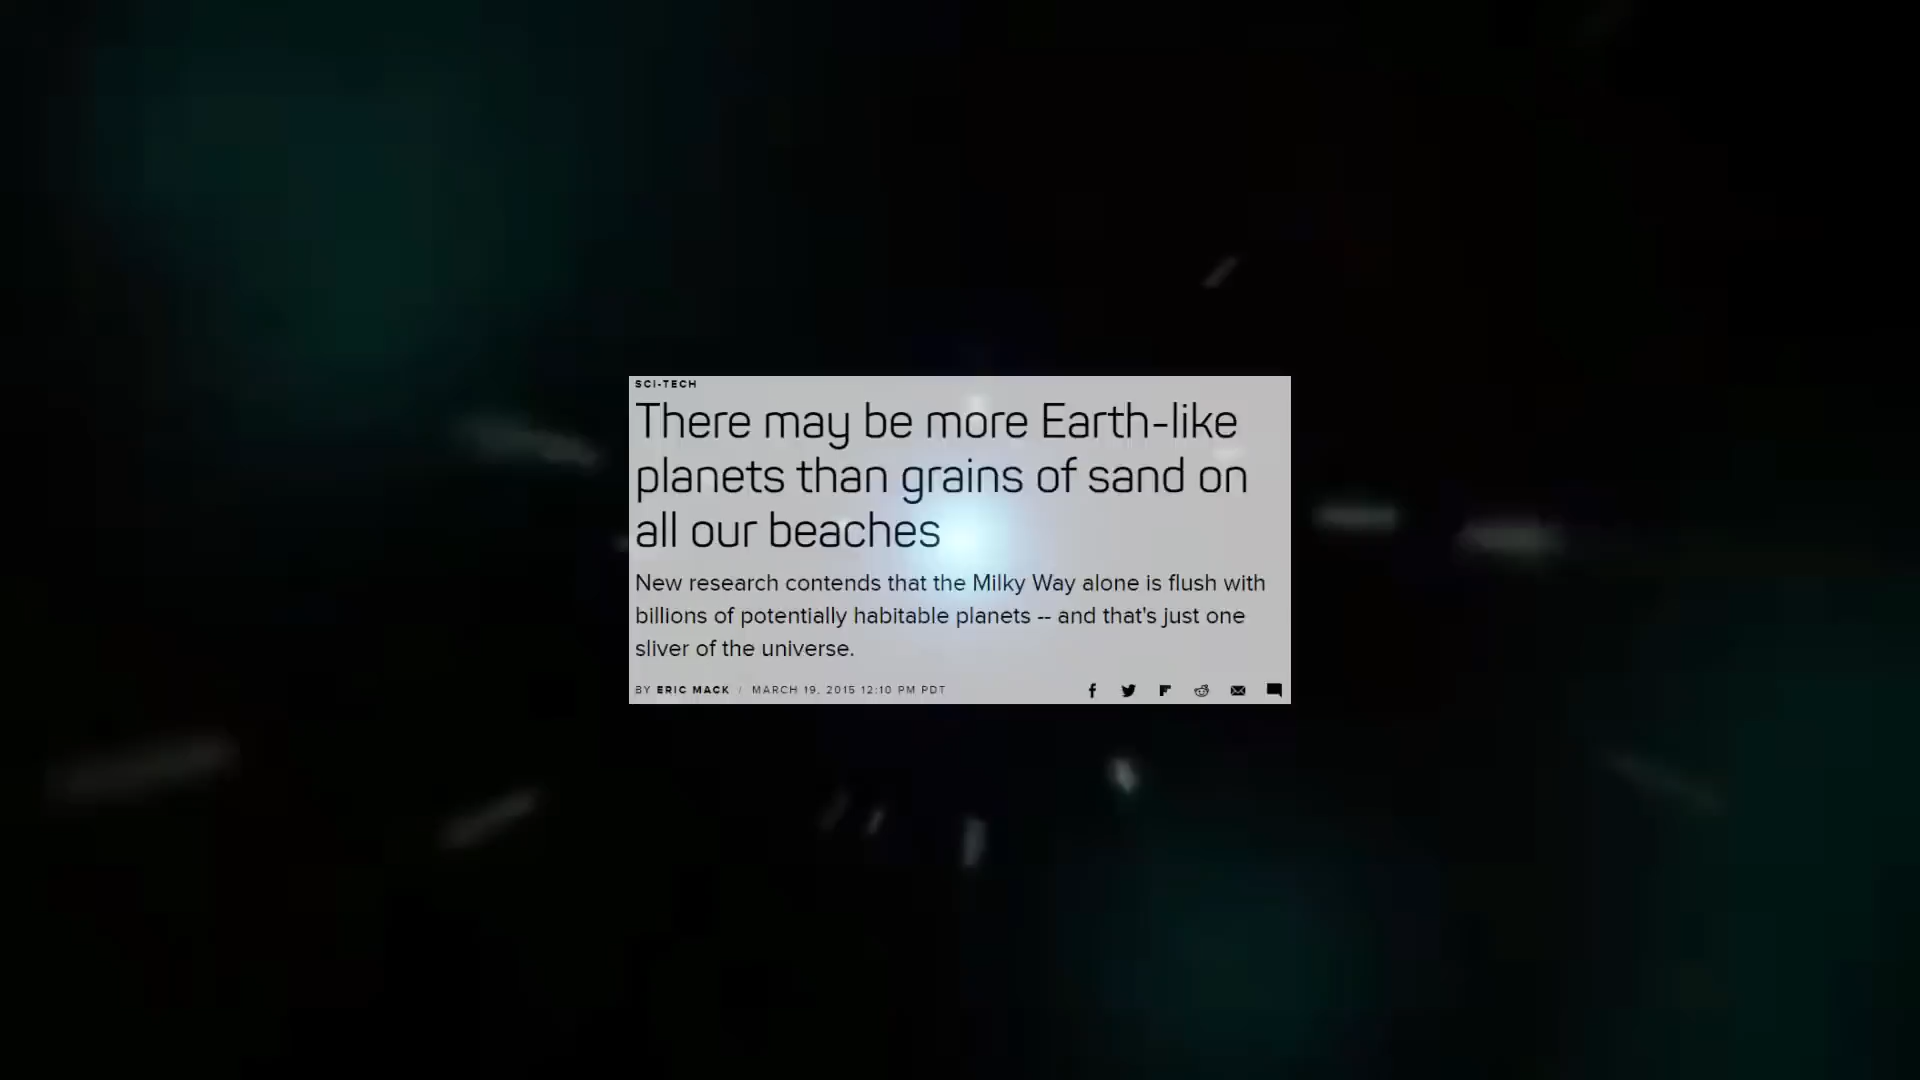 SCI-TECH
There may be more Earth-like
planets than grains of sand on
all our beaches
New research contends that the Milky Way alone is flush with
billions of potentially habitable planets -- and that's just one
sliver of the universe.
BY ERIC MACK / MARCH 19, 2015 12:10 PM PDT